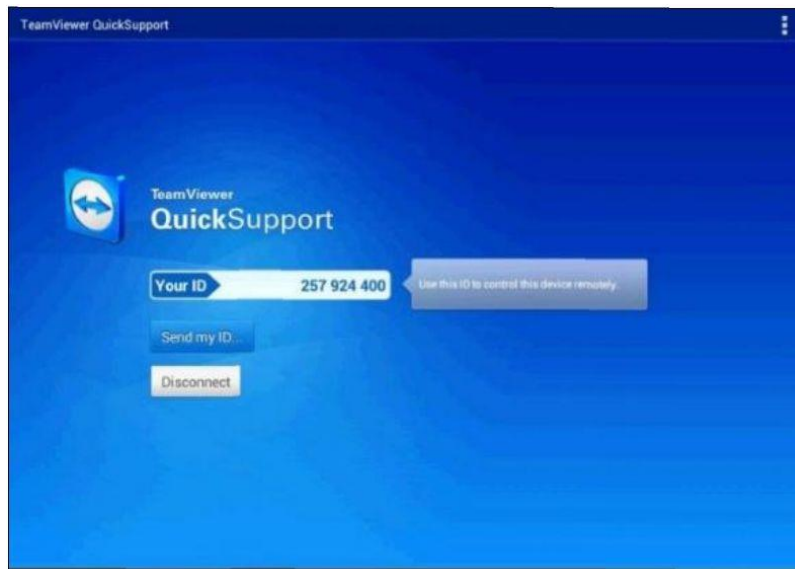 TeamViewer QuickSupport
TeamViewer
QuickSupport
Your ID 257 924 400
Use this ID to control this device remotely.
Send my ID...
Disconnect